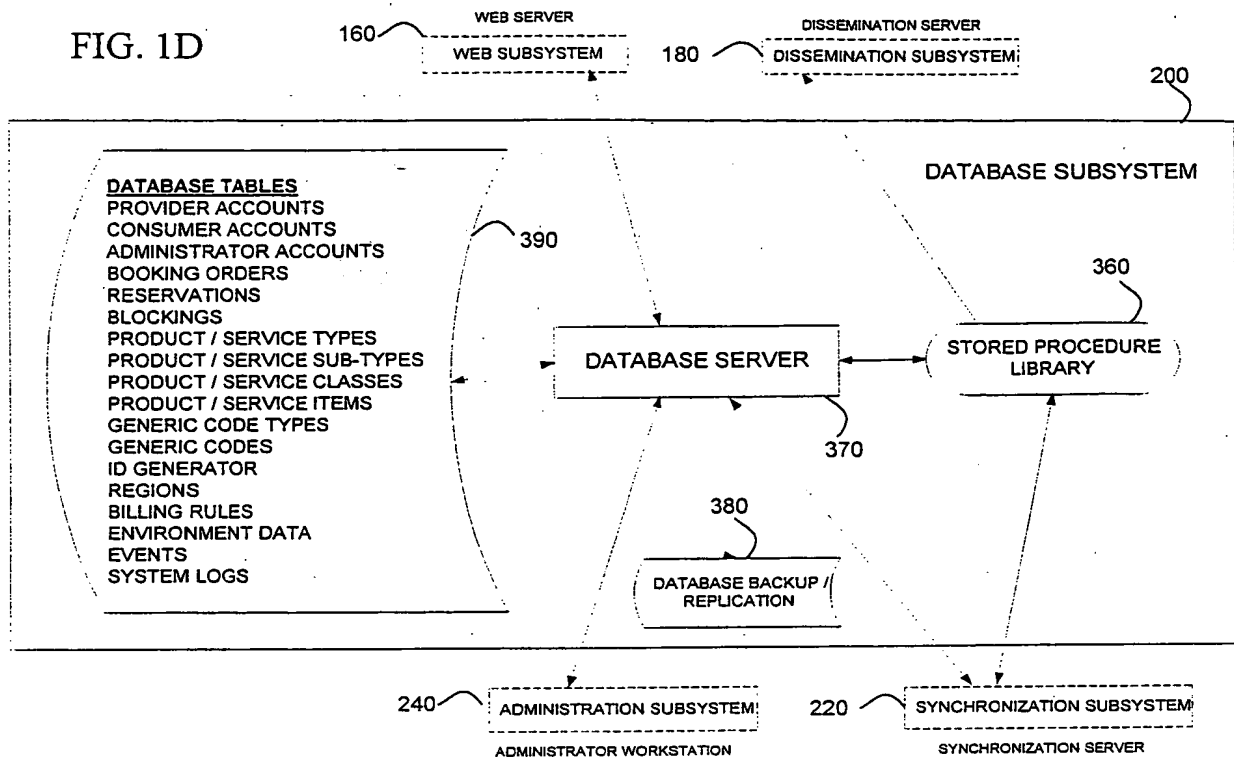 FIG. 1D
WEB SERVER
160
WEB SUBSYSTEM
DISSEMINATION SERVER
180
DISSEMINATION SUBSYSTEM
200
DATABASE SUBSYSTEM
DATABASE TABLES
PROVIDER ACCOUNTS
CONSUMER ACCOUNTS
ADMINISTRATOR ACCOUNTS
BOOKING ORDERS
RESERVATIONS
BLOCKINGS
PRODUCT / SERVICE TYPES
PRODUCT / SERVICE SUB-TYPES
PRODUCT / SERVICE CLASSES
PRODUCT / SERVICE ITEMS
GENERIC CODE TYPES
GENERIC CODES
ID GENERATOR
REGIONS
BILLING RULES
ENVIRONMENT DATA
EVENTS
SYSTEM LOGS
390
DATABASE SERVER
370
360
STORED PROCEDURE
LIBRARY
380
DATABASE BACKUP /
REPLICATION
240
ADMINISTRATION SUBSYSTEM
ADMINISTRATOR WORKSTATION
220
SYNCHRONIZATION SUBSYSTEM
SYNCHRONIZATION SERVER